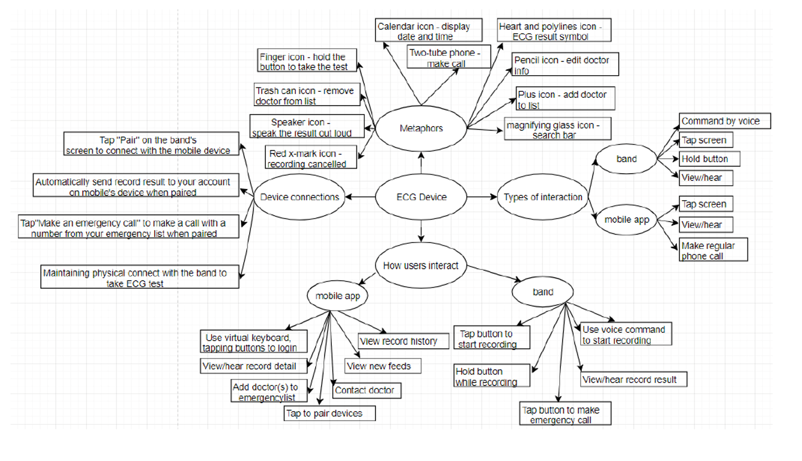 Calendar icon - display
date and time
Heart and polylines icon -
ECG result symbol
Finger icon - hold the
button to take the test
Two-tube phone -
make call
Pencil icon - edit doctor
info
Trash can icon - remove
doctor from list
Plus icon - add doctor
to list
Speaker icon -
speak the result out loud
Metaphors
magnifying glass icon -
search bar
Red x-mark icon -
recording cancelled
Command by voice
Tap screen
Hold button
View/hear
band
Tap "Pair" on the band's
screen to connect with the mobile device
Automatically send record result to your account
on mobile's device when paired
Device connections
ECG Device
Types of interaction
Tap"Make an emergency call" to make a call with a
number from your emergency list when paired
mobile app
Tap screen
View/hear
Make regular
phone call
Maintaining physical connect with the band to
take ECG test
How users interact
mobile app
band
Use virtual keyboard,
tapping buttons to login
View record history
View/hear record detail
View new feeds
Add doctor(s) to
emergencylist
Contact doctor
Tap to pair devices
Tap button to
start recording
Use voice command
to start recording
Hold button
while recording
View/hear record result
Tap button to make
emergency call